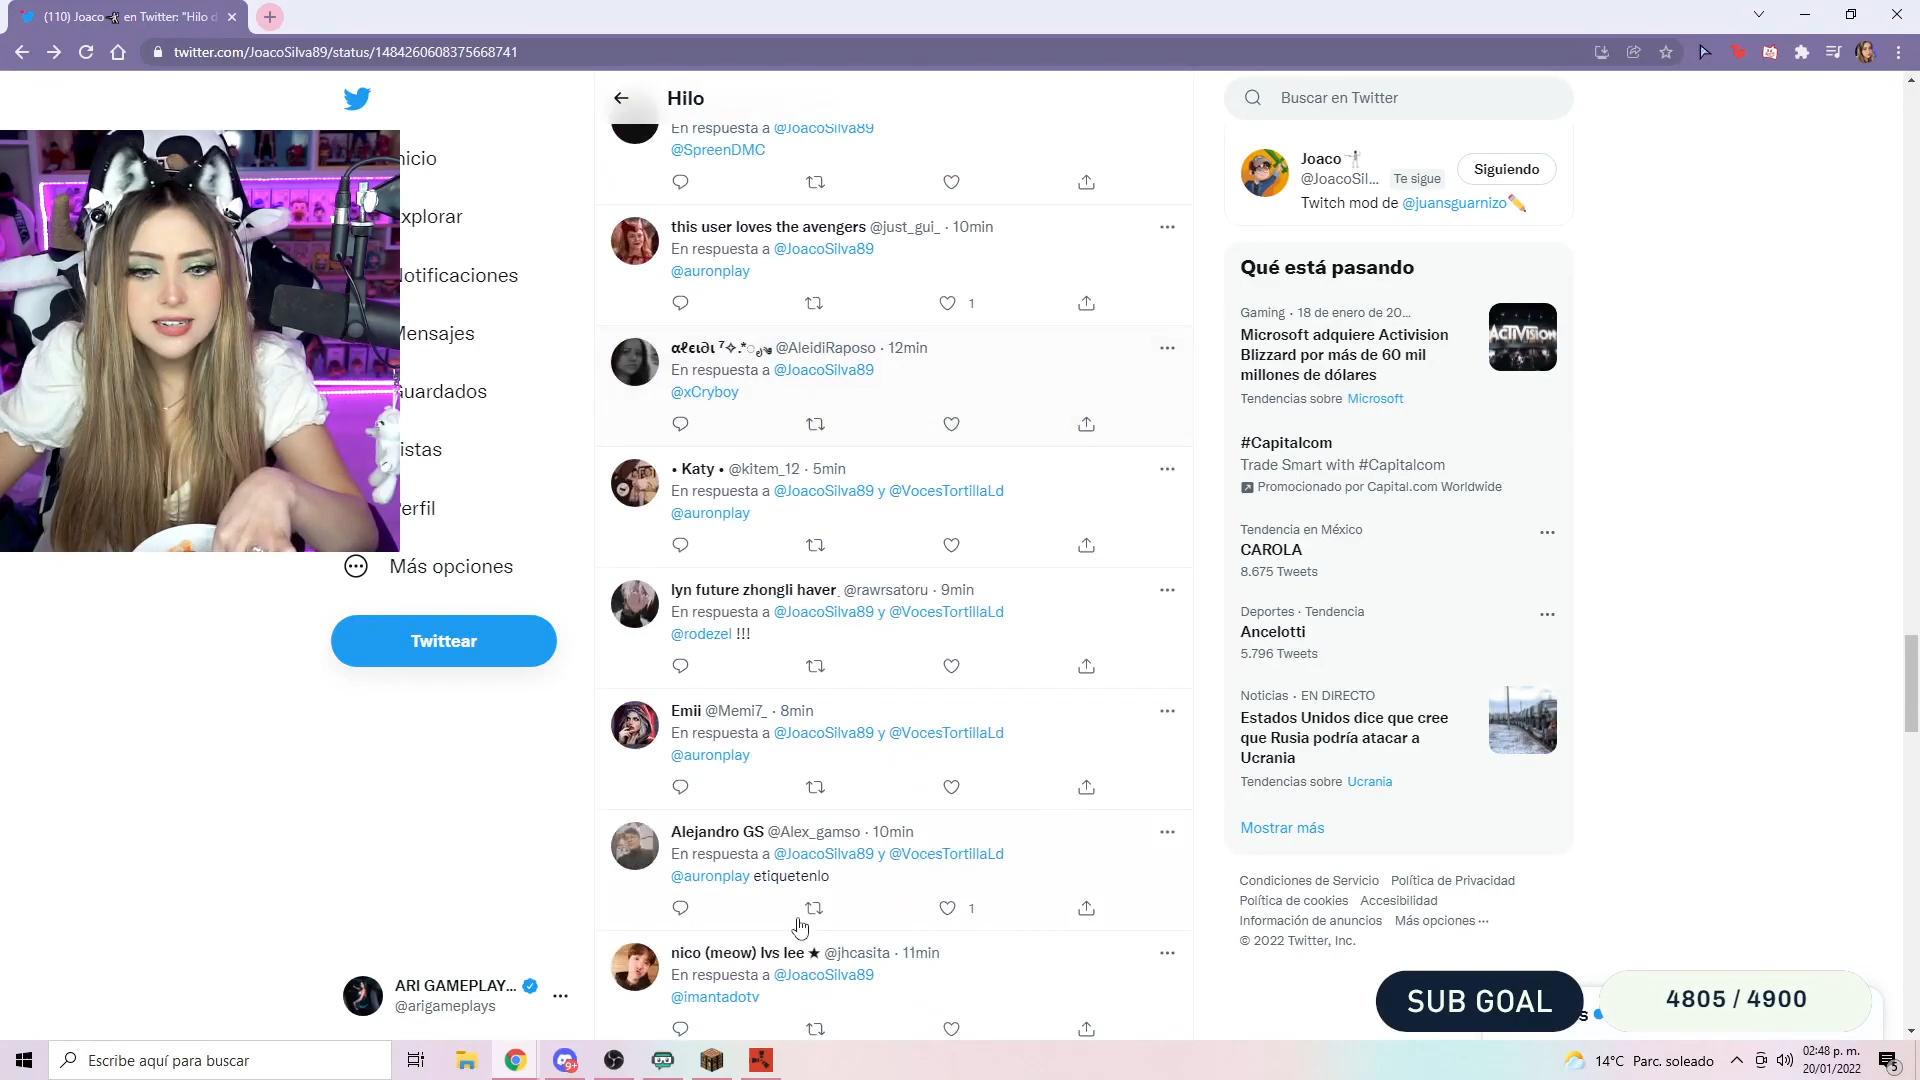 (110) Joaco en Twitter: "Hilo d
twitter.com/JoacoSilva89/status/1484260608375668741
Hilo
Buscar en Twitter
En respuesta a @JoacoSilva89
@SpreenDMC
this user loves the avengers @just_gui_ · 10min
En respuesta a @JoacoSilva89
@auronplay
1
αℓєι∂ι ⁷✧.* @AleidiRaposo · 12min
En respuesta a @JoacoSilva89
@xCryboy
• Katy • @kitem_12 · 5min
En respuesta a @JoacoSilva89 y @VocesTortillaLd
@auronplay
lyn future zhongli haver @rawrsatoru · 9min
En respuesta a @JoacoSilva89 y @VocesTortillaLd
@rodezel !!!
Emii @Memi7_ · 8min
En respuesta a @JoacoSilva89 y @VocesTortillaLd
@auronplay
Alejandro GS @Alex_gamso · 10min
En respuesta a @JoacoSilva89 y @VocesTortillaLd
@auronplay etiquetenlo
1
nico (meow) lvs lee ★ @jhcasita · 11min
En respuesta a @JoacoSilva89
@imantadotv
nicio
xplorar
Notificaciones
Mensajes
Guardados
istas
Perfil
Más opciones
Twittear
ARI GAMEPLAY...
@arigameplays
Joaco
@JoacoSil... Te sigue
Siguiendo
Twitch mod de @juansguarnizo✏️
Qué está pasando
Gaming · 18 de enero de 20...
Microsoft adquiere Activision
Blizzard por más de 60 mil
millones de dólares
ACTIVISION
Tendencias sobre Microsoft
#Capitalcom
Trade Smart with #Capitalcom
Promocionado por Capital.com Worldwide
Tendencia en México
CAROLA
8.675 Tweets
Deportes · Tendencia
Ancelotti
5.796 Tweets
Noticias · EN DIRECTO
Estados Unidos dice que cree
que Rusia podría atacar a
Ucrania
Tendencias sobre Ucrania
Mostrar más
Condiciones de Servicio Política de Privacidad
Política de cookies Accesibilidad
Información de anuncios Más opciones ···
© 2022 Twitter, Inc.
SUB GOAL
4805 / 4900
Escribe aquí para buscar
9+
14°C Parc. soleado
02:48 p. m.
20/01/2022
5